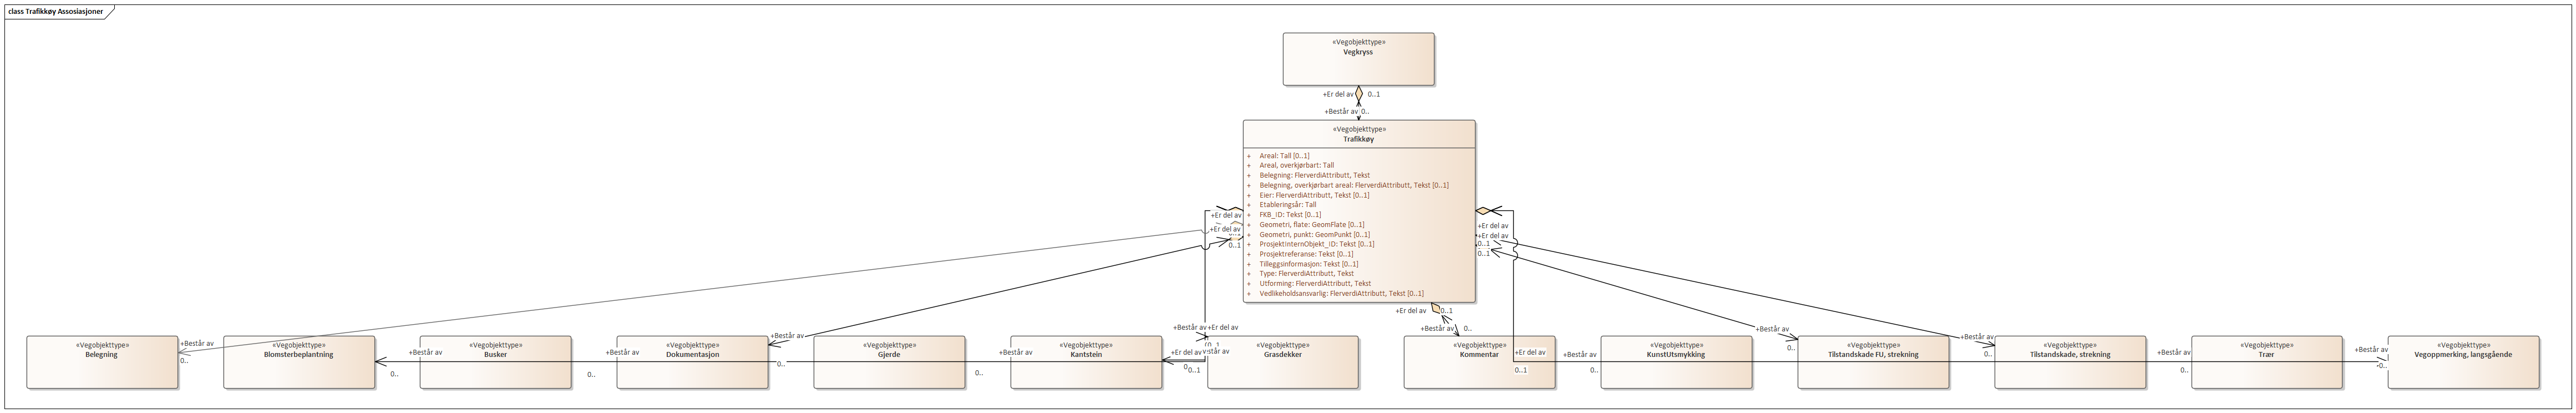 class Trafikkøy Assosiasjoner
«Vegobjekttype»
Vegkryss
+Er del av 0..1
+Består av 0..
«Vegobjekttype»
Trafikkøy
+ Areal: Tall [0..1]
+ Areal, overkjørbart: Tall
+ Belegning: FlerverdiAttributt, Tekst
+ Belegning, overkjørbart areal: FlerverdiAttributt, Tekst [0..1]
+ Eier: FlerverdiAttributt, Tekst [0..1]
+ Etableringsår: Tall
+ FKB_ID: Tekst [0..1]
+ Geometri, flate: GeomFlate [0..1]
+ Geometri, punkt: GeomPunkt [0..1]
+ ProsjektInternObjekt_ID: Tekst [0..1]
+ Prosjektreferanse: Tekst [0..1]
+ Tilleggsinformasjon: Tekst [0..1]
+ Type: FlerverdiAttributt, Tekst
+ Utforming: FlerverdiAttributt, Tekst
+ Vedlikeholdsansvarlig: FlerverdiAttributt, Tekst [0..1]
+Er del av
+Er del av
0..1
+Er del av
+Er del av
0..1
0..1
+Er del av 0..1
+Består av 0..
«Vegobjekttype»
Belegning
+Består av
0..
«Vegobjekttype»
Blomsterbeplantning
+Består av
0..
«Vegobjekttype»
Busker
+Består av
0..
«Vegobjekttype»
Dokumentasjon
+Består av
0..
«Vegobjekttype»
Gjerde
+Består av
0..
«Vegobjekttype»
Kantstein
+Består av
+Er del av
+Er del av
0..1
«Vegobjekttype»
Grasdekker
«Vegobjekttype»
Kommentar
+Er del av
0..1
+Består av
0..
«Vegobjekttype»
KunstUtsmykking
+Består av
0..
«Vegobjekttype»
Tilstandskade FU, strekning
+Består av
0..
«Vegobjekttype»
Tilstandskade, strekning
+Består av
0..
«Vegobjekttype»
Trær
+Består av
0..
«Vegobjekttype»
Vegoppmerking, langsgående